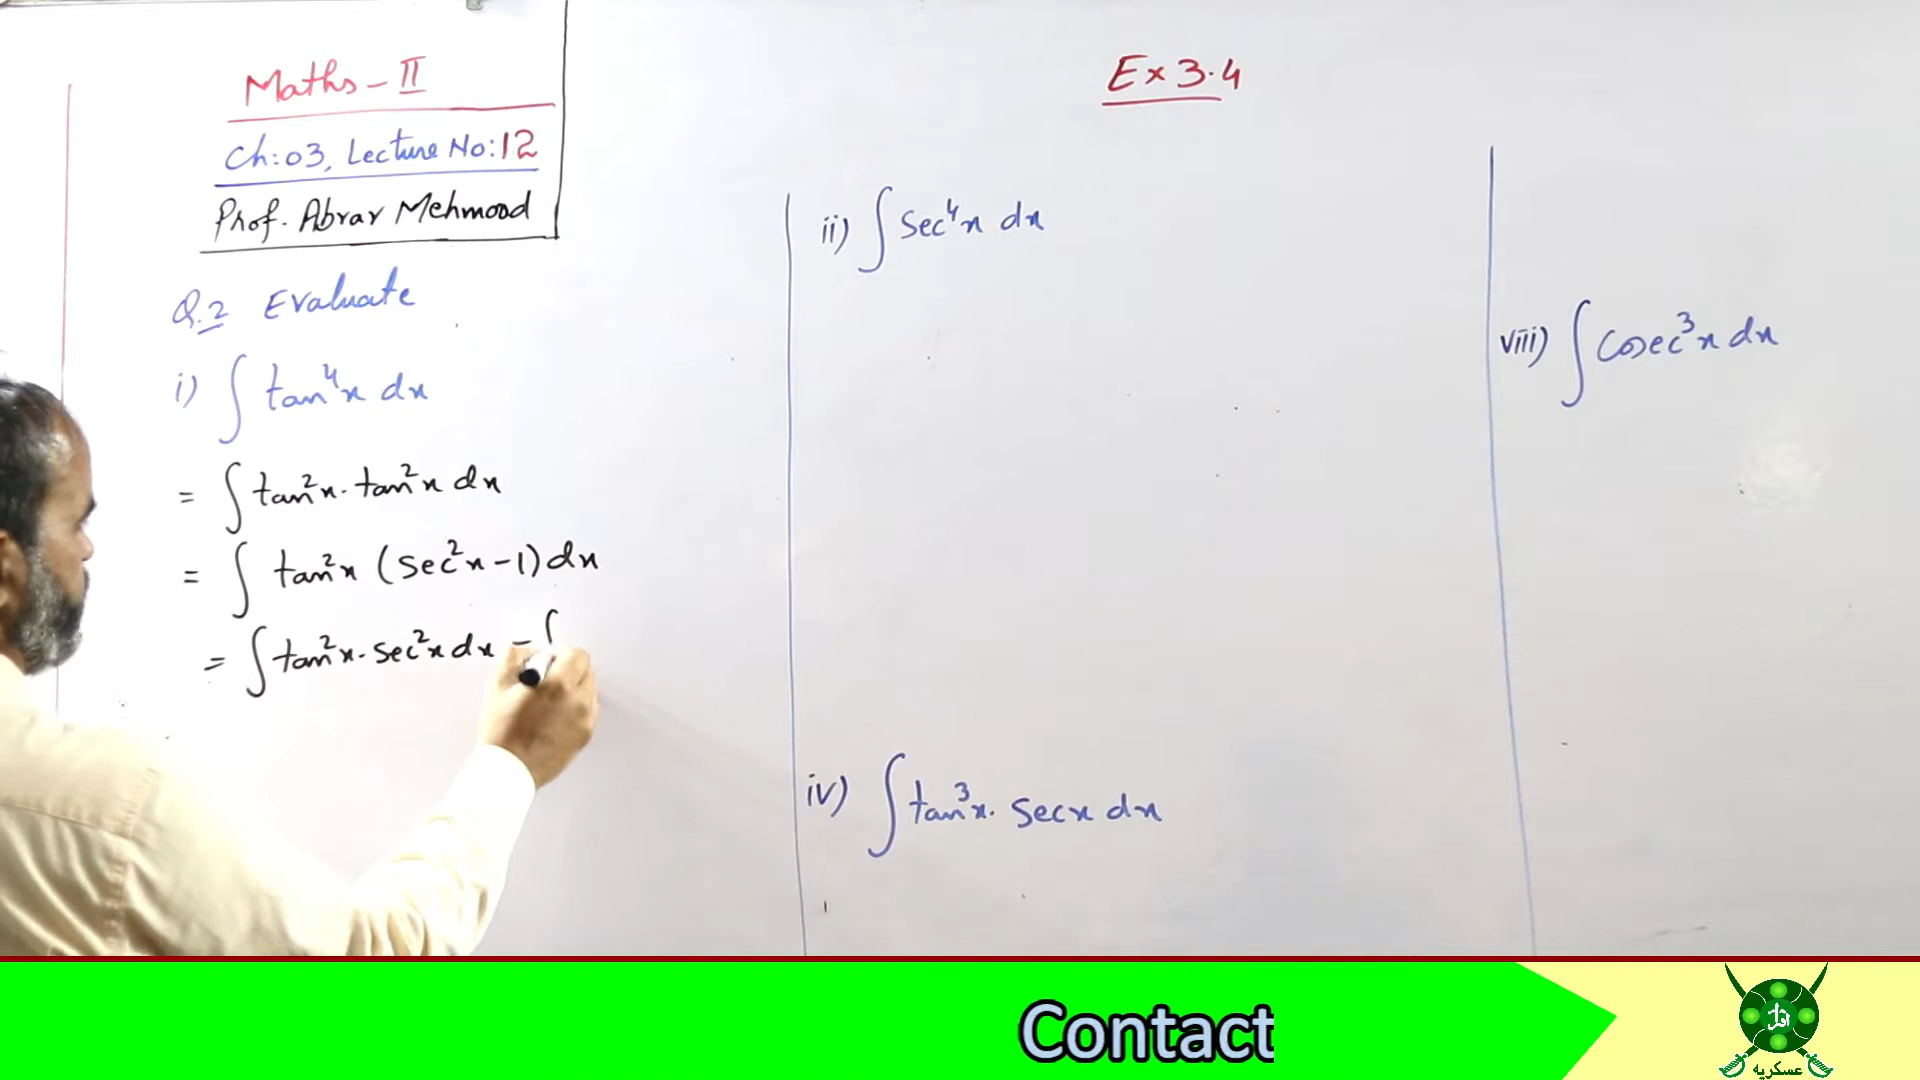 Maths - II
Ch: 03, Lecture No: 12
Prof. Abrar Mehmood
Ex 3.4
Q.2 Evaluate
i) ∫ tan⁴x dx
= ∫ tan²x . tan²x dx
= ∫ tan²x (sec²x - 1) dx
= ∫ tan²x . sec²x dx - ∫
ii) ∫ sec⁴x dx
iv) ∫ tan³x . secx dx
viii) ∫ cosec³x dx
Contact
اقرأ
عسکریہ